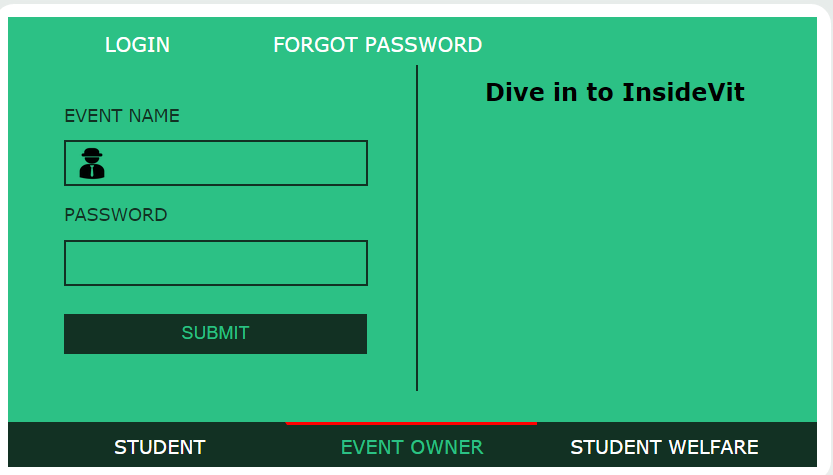 LOGIN
FORGOT PASSWORD
Dive in to InsideVit
EVENT NAME
PASSWORD
SUBMIT
STUDENT
EVENT OWNER
STUDENT WELFARE